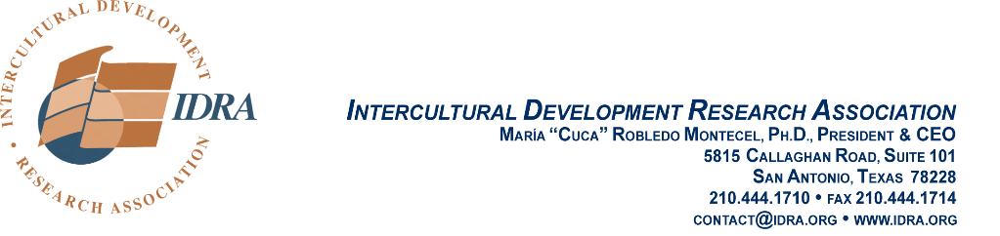 INTERCULTURAL DEVELOPMENT
IDRA
• RESEARCH ASSOCIATION
INTERCULTURAL DEVELOPMENT RESEARCH ASSOCIATION
MARÍA “CUCA” ROBLEDO MONTECEL, PH.D., PRESIDENT & CEO
5815 CALLAGHAN ROAD, SUITE 101
SAN ANTONIO, TEXAS 78228
210.444.1710 • FAX 210.444.1714
CONTACT@IDRA.ORG • WWW.IDRA.ORG